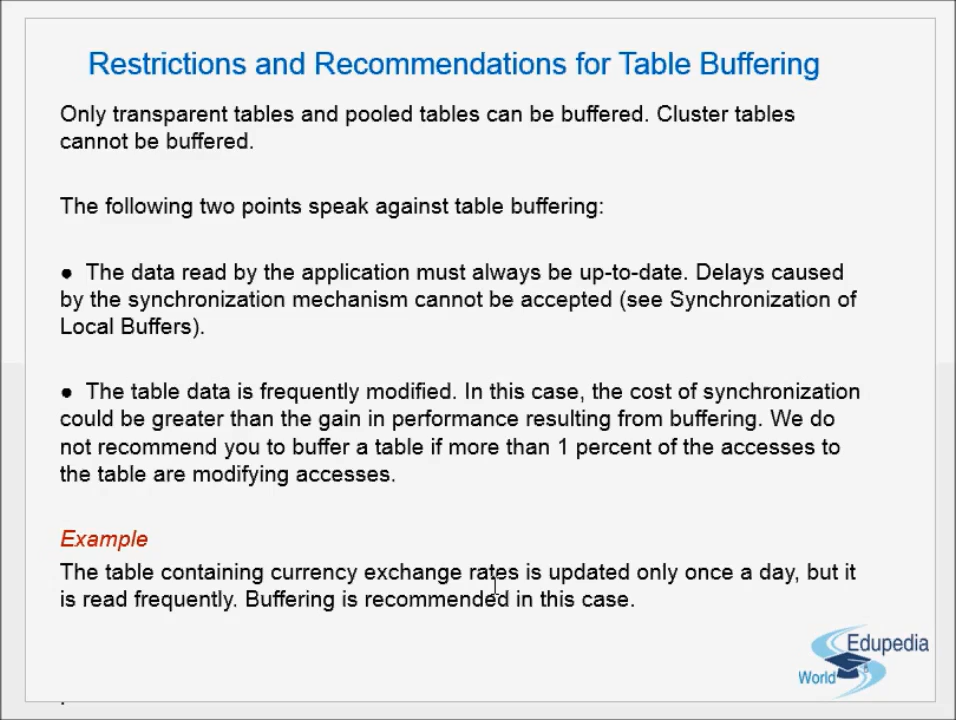 Restrictions and Recommendations for Table Buffering
Only transparent tables and pooled tables can be buffered. Cluster tables
cannot be buffered.
The following two points speak against table buffering:
● The data read by the application must always be up-to-date. Delays caused
by the synchronization mechanism cannot be accepted (see Synchronization of
Local Buffers).
● The table data is frequently modified. In this case, the cost of synchronization
could be greater than the gain in performance resulting from buffering. We do
not recommend you to buffer a table if more than 1 percent of the accesses to
the table are modifying accesses.
Example
The table containing currency exchange rates is updated only once a day, but it
is read frequently. Buffering is recommended in this case.
Edupedia
World